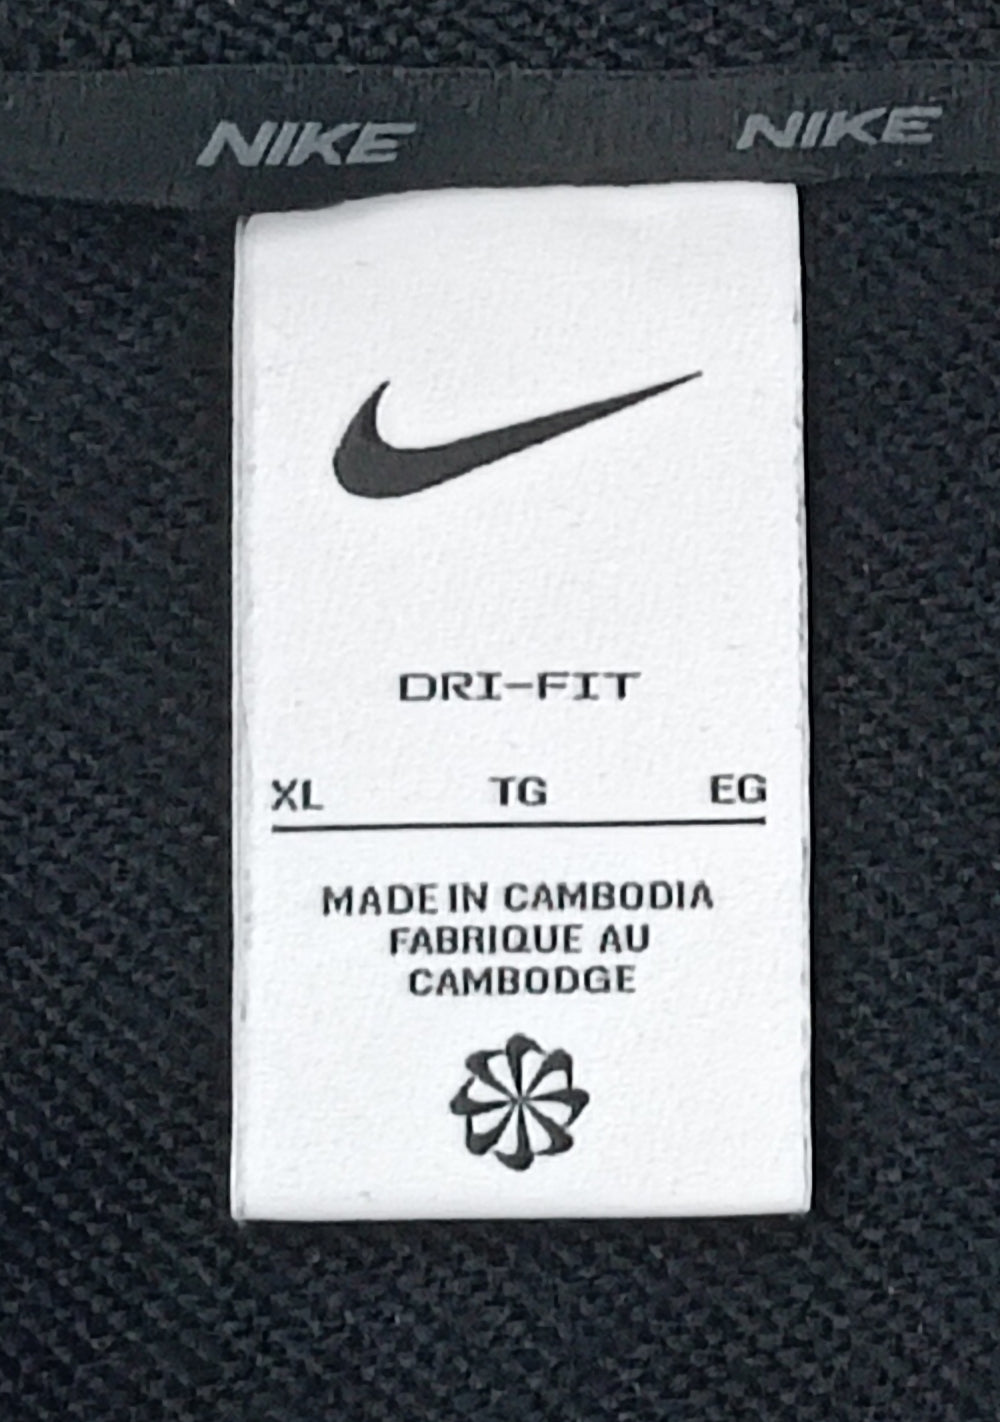 NIKE NIKE
DRI-FIT
XL TG EG
MADE IN CAMBODIA
FABRIQUE AU
CAMBODGE